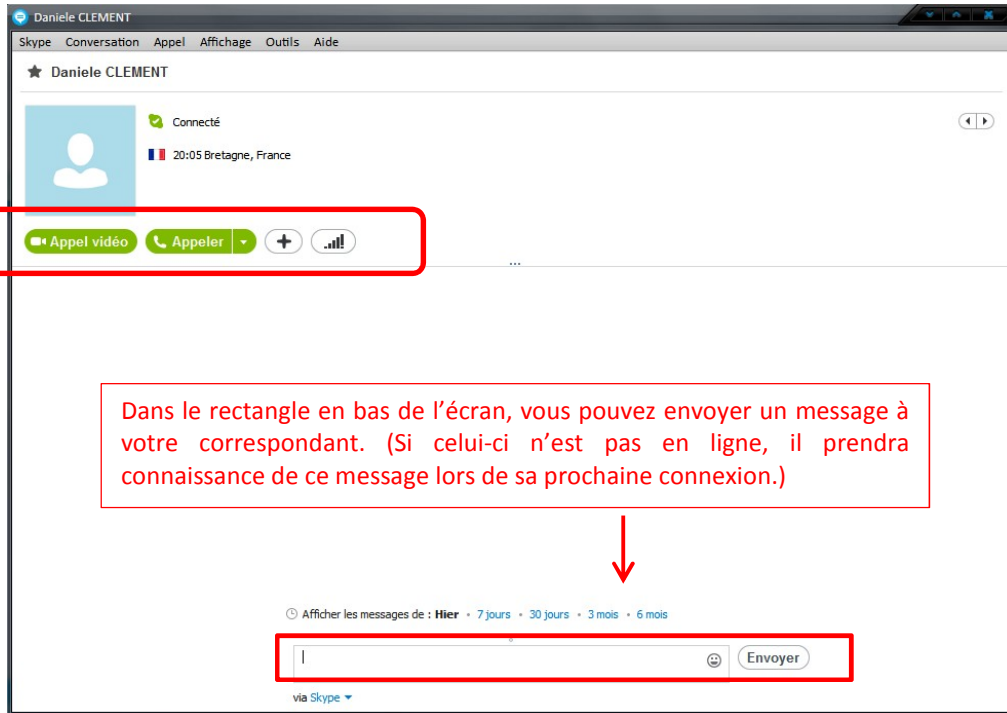 Daniele CLEMENT
Skype Conversation Appel Affichage Outils Aide
Daniele CLEMENT
Connecté
20:05 Bretagne, France
Appel vidéo Appeler
...
Dans le rectangle en bas de l'écran, vous pouvez envoyer un message à
votre correspondant. (Si celui-ci n'est pas en ligne, il prendra
connaissance de ce message lors de sa prochaine connexion.)
Afficher les messages de : Hier • 7 jours • 30 jours • 3 mois • 6 mois
Envoyer
via Skype